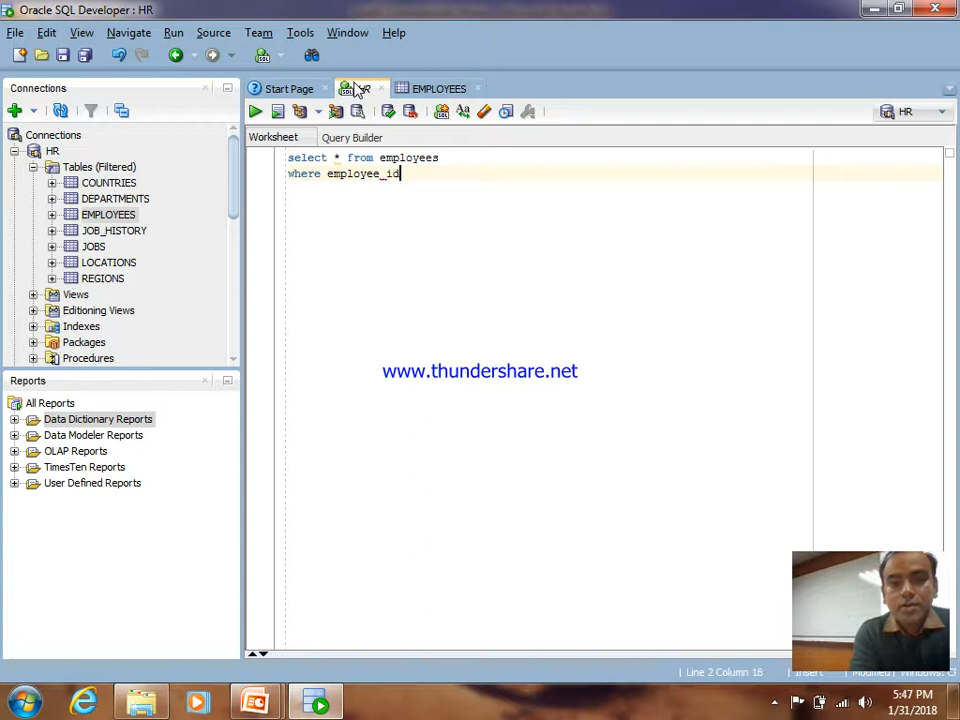 Oracle SQL Developer : HR
File Edit View Navigate Run Source Team Tools Window Help
Connections
Start Page
HR
EMPLOYEES
HR
Worksheet Query Builder
Connections
HR
Tables (Filtered)
COUNTRIES
DEPARTMENTS
EMPLOYEES
JOB_HISTORY
JOBS
LOCATIONS
REGIONS
Views
Editioning Views
Indexes
Packages
Procedures
select * from employees
where employee_id
www.thundershare.net
Reports
All Reports
Data Dictionary Reports
Data Modeler Reports
OLAP Reports
TimesTen Reports
User Defined Reports
Line 2 Column 18 Insert Modified Windows: C
5:47 PM
1/31/2018